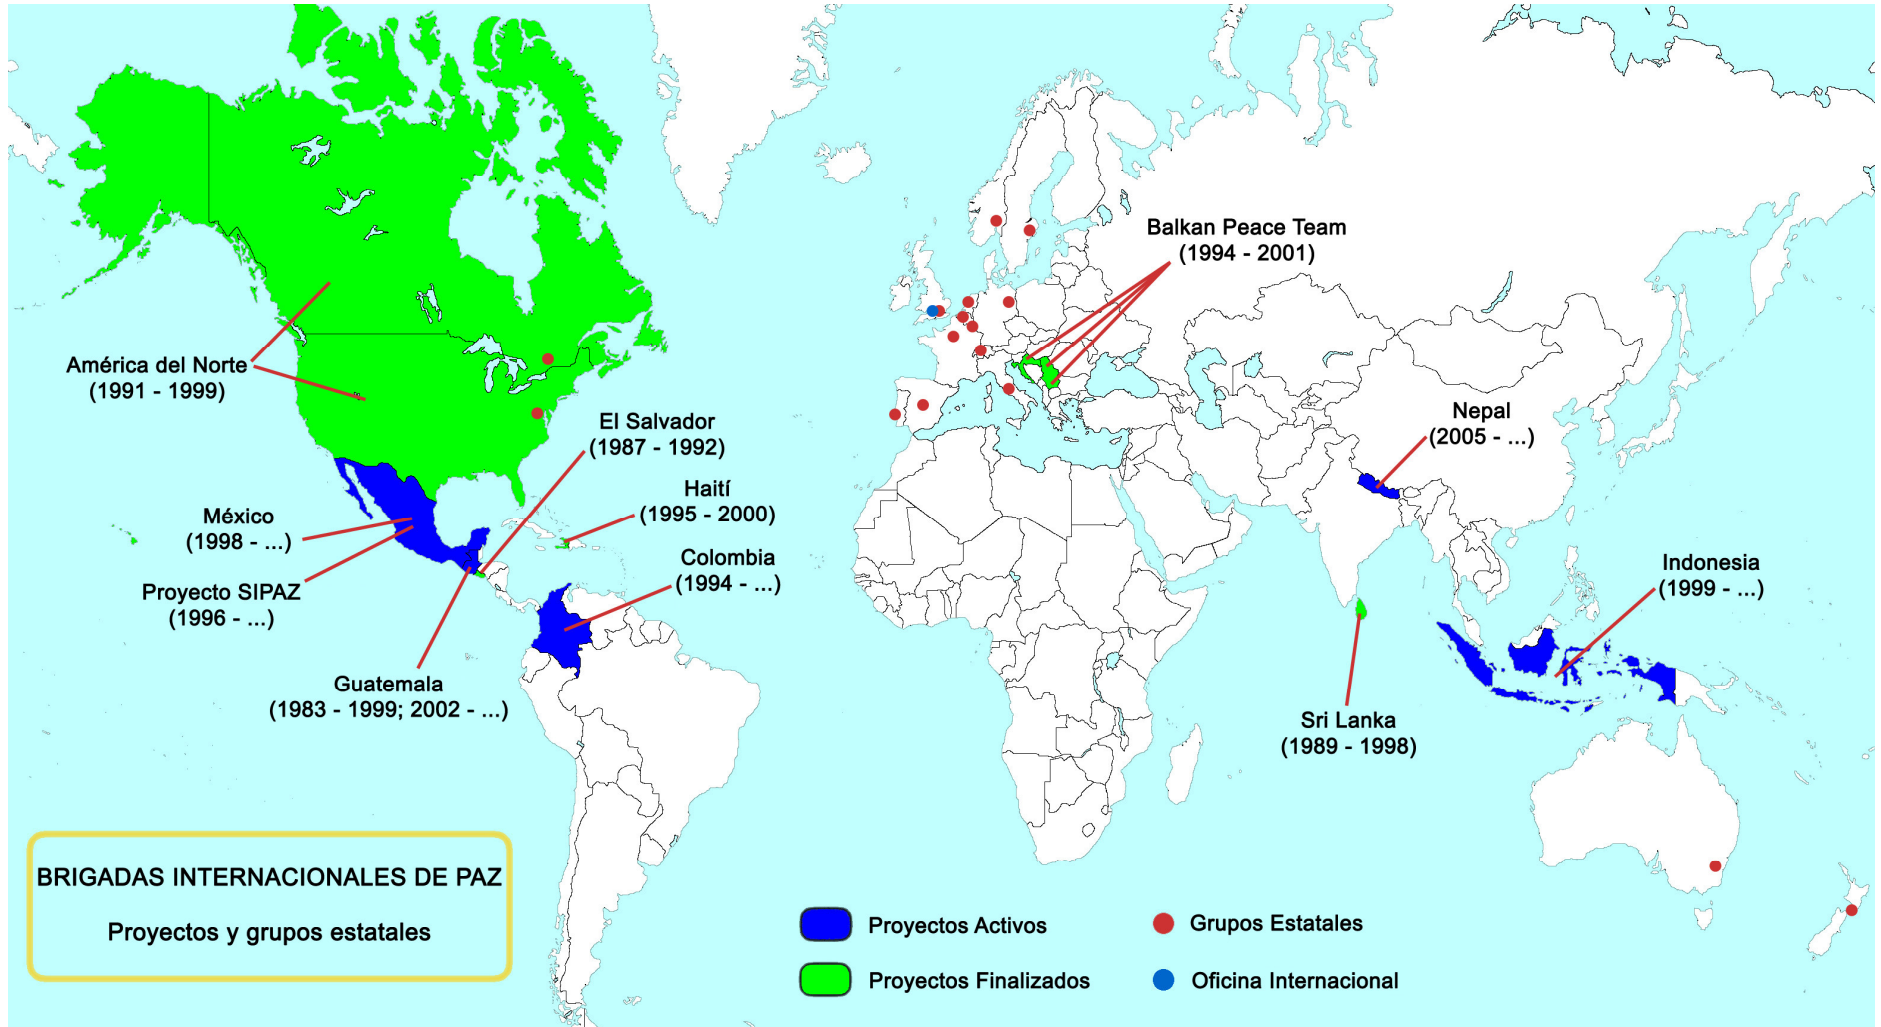 Balkan Peace Team
(1994 - 2001)
América del Norte
(1991 - 1999)
El Salvador
(1987 - 1992)
Nepal
(2005 - ...)
Haití
(1995 - 2000)
México
(1998 - ...)
Colombia
(1994 - ...)
Indonesia
(1999 - ...)
Proyecto SIPAZ
(1996 - ...)
Guatemala
(1983 - 1999; 2002 - ...)
Sri Lanka
(1989 - 1998)
BRIGADAS INTERNACIONALES DE PAZ
Proyectos y grupos estatales
Proyectos Activos
Grupos Estatales
Proyectos Finalizados
Oficina Internacional